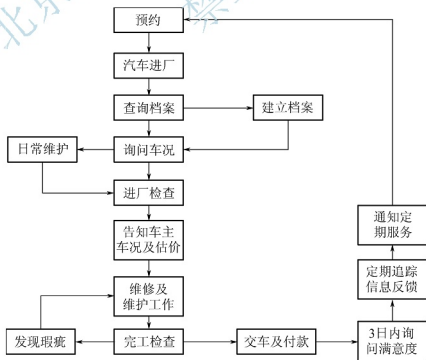 北京
禁
预约
汽车进厂
查询档案
建立档案
日常维护
询问车况
进厂检查
告知车主
车况及估价
通知定
期服务
维修及
维护工作
定期追踪
信息反馈
发现瑕疵
完工检查
交车及付款
3日内询
问满意度